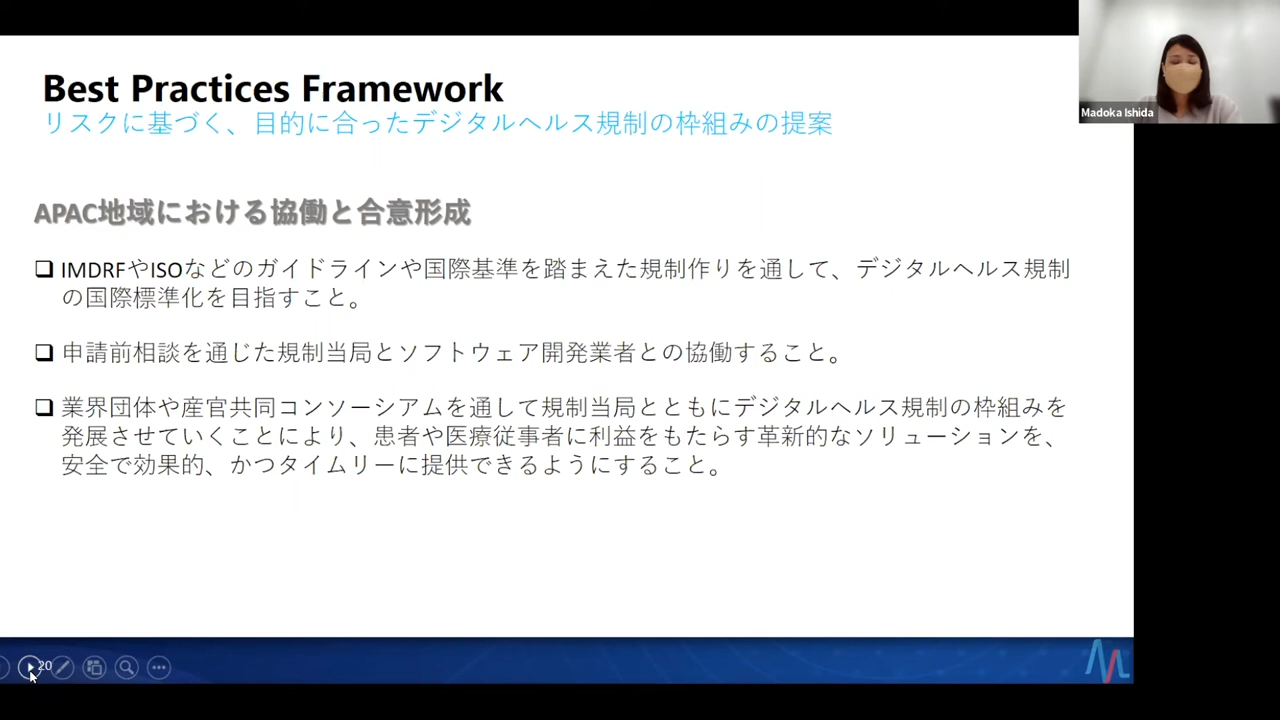 Best Practices Framework
リスクに基づく、目的に合ったデジタルヘルス規制の枠組みの提案
Madoka Ishida
APAC地域における協働と合意形成
IMDRFやISOなどのガイドラインや国際基準を踏まえた規制作りを通して、デジタルヘルス規制
の国際標準化を目指すこと。
申請前相談を通じた規制当局とソフトウェア開発業者との協働すること。
業界団体や産官共同コンソーシアムを通して規制当局とともにデジタルヘルス規制の枠組みを
発展させていくことにより、患者や医療従事者に利益をもたらす革新的なソリューションを、
安全で効果的、かつタイムリーに提供できるようにすること。
20